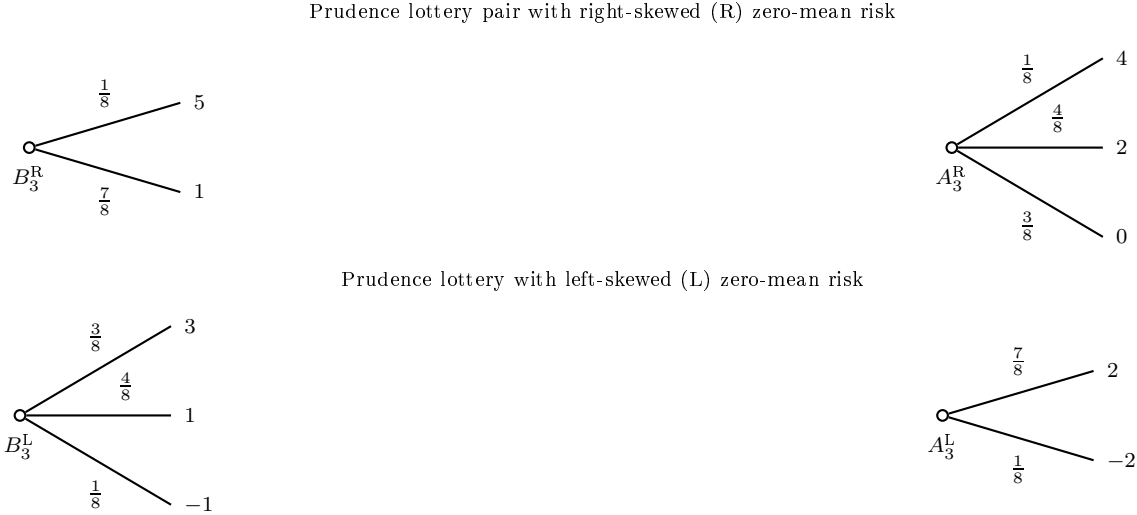 Prudence lottery pair with right-skewed (R) zero-mean risk
1/8 5
B_3^R
7/8 1
1/8 4
4/8 2
A_3^R
3/8 0
Prudence lottery with left-skewed (L) zero-mean risk
3/8 3
4/8 1
B_3^L
1/8 −1
7/8 2
A_3^L
1/8 −2